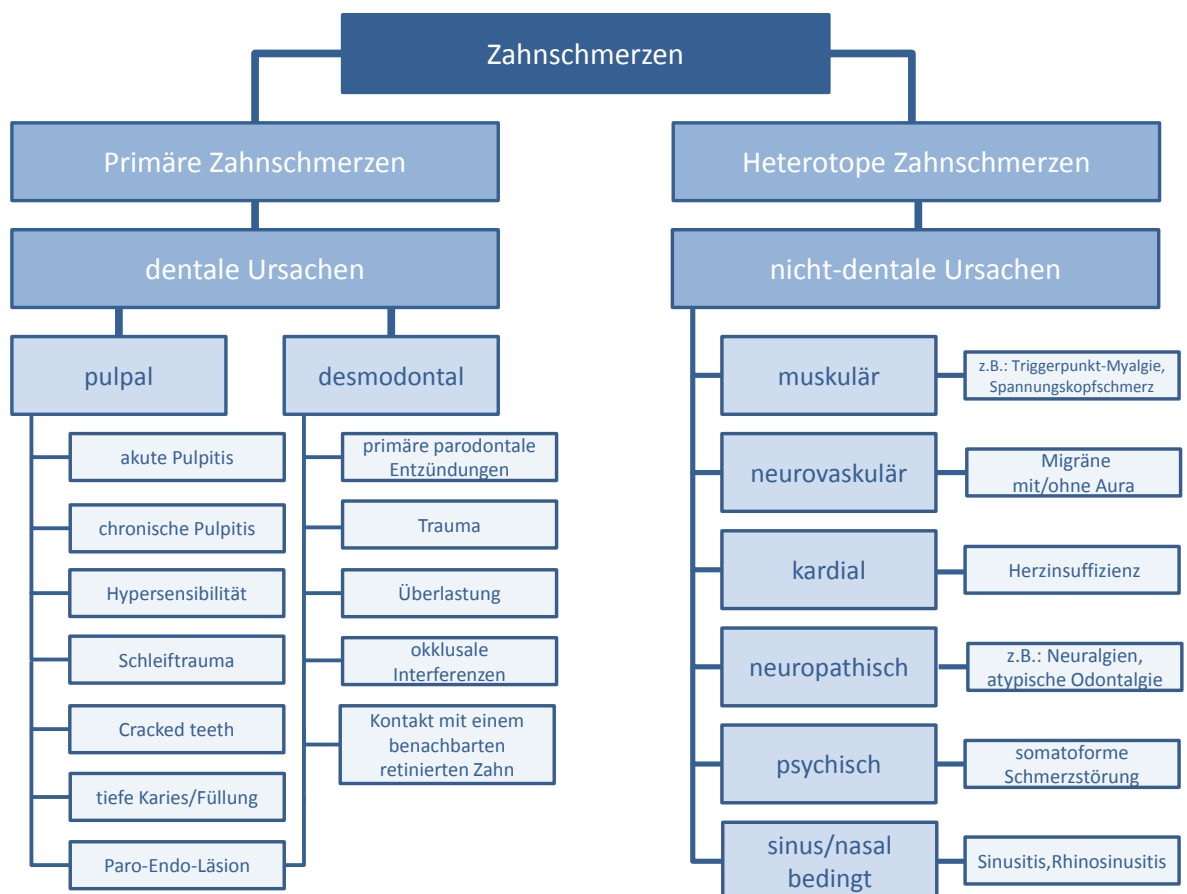 Zahnschmerzen
Primäre Zahnschmerzen
dentale Ursachen
pulpal
akute Pulpitis
chronische Pulpitis
Hypersensibilität
Schleiftrauma
Cracked teeth
tiefe Karies/Füllung
Paro-Endo-Läsion
desmodontal
primäre parodontale
Entzündungen
Trauma
Überlastung
okklusale
Interferenzen
Kontakt mit einem
benachbarten
retinierten Zahn
Heterotope Zahnschmerzen
nicht-dentale Ursachen
muskulär
z.B.: Triggerpunkt-Myalgie,
Spannungskopfschmerz
neurovaskulär
Migräne
mit/ohne Aura
kardial
Herzinsuffizienz
neuropathisch
z.B.: Neuralgien,
atypische Odontalgie
psychisch
somatoforme
Schmerzstörung
sinus/nasal
bedingt
Sinusitis,Rhinosinusitis